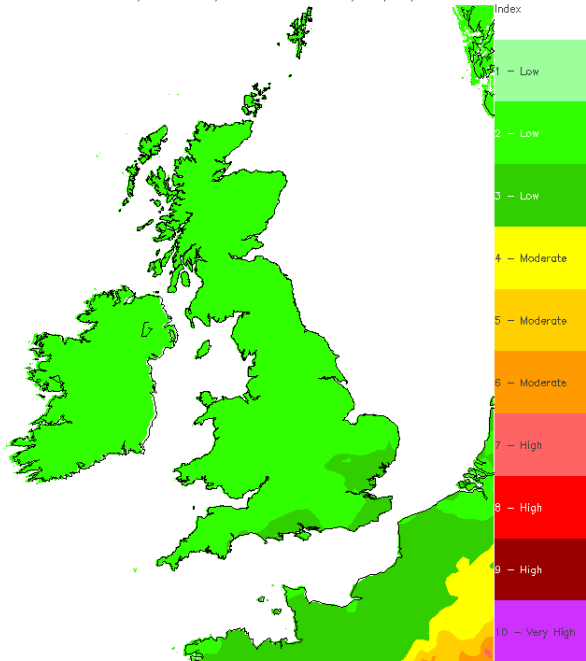 Index
1 - Low
2 - Low
3 - Low
4 - Moderate
5 - Moderate
6 - Moderate
7 - High
8 - High
9 - High
10 - Very High